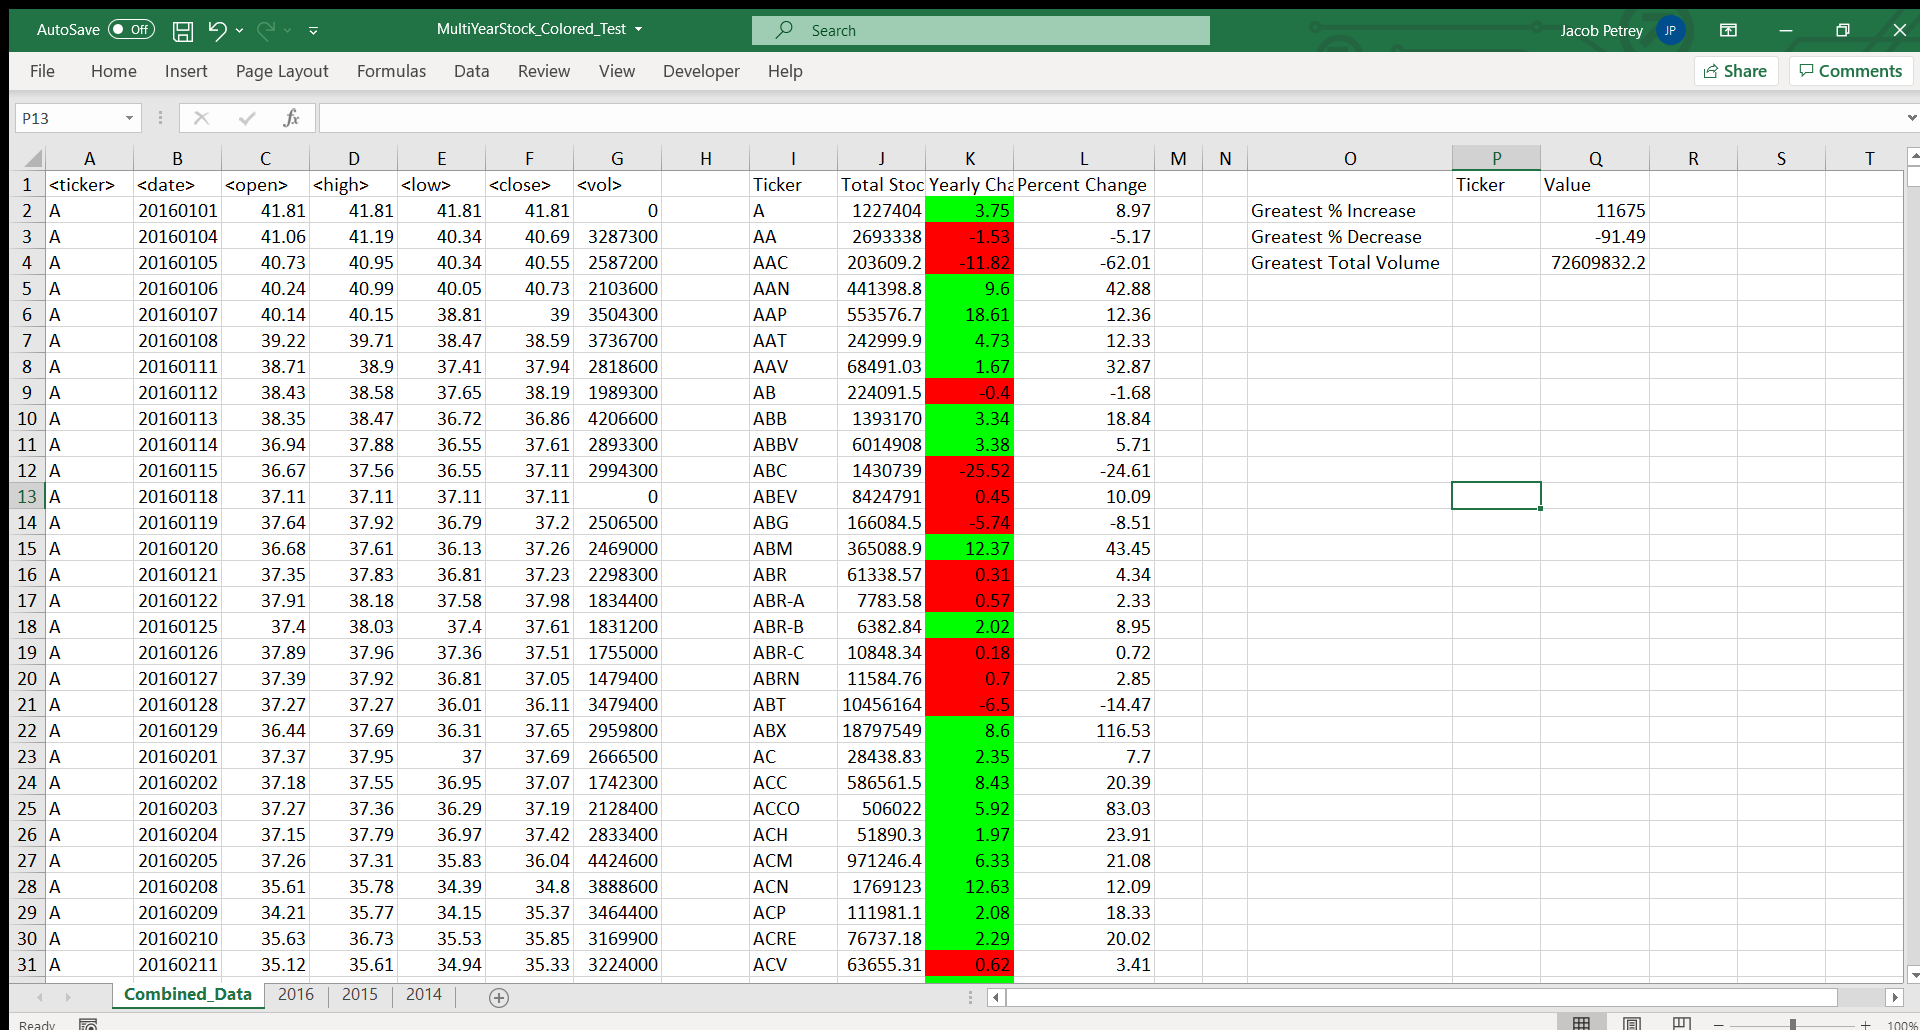 AutoSave Off MultiYearStock_Colored_Test Search Jacob Petrey JP
File Home Insert Page Layout Formulas Data Review View Developer Help Share Comments
P13 fx
A B C D E F G H I J K L M N O P Q R S T
1 <ticker> <date> <open> <high> <low> <close> <vol> Ticker Total Stoc Yearly Cha Percent Change Ticker Value
2 A 20160101 41.81 41.81 41.81 41.81 0 A 1227404 3.75 8.97 Greatest % Increase 11675
3 A 20160104 41.06 41.19 40.34 40.69 3287300 AA 2693338 -1.53 -5.17 Greatest % Decrease -91.49
4 A 20160105 40.73 40.95 40.34 40.55 2587200 AAC 203609.2 -11.82 -62.01 Greatest Total Volume 72609832.2
5 A 20160106 40.24 40.99 40.05 40.73 2103600 AAN 441398.8 9.6 42.88
6 A 20160107 40.14 40.15 38.81 39 3504300 AAP 553576.7 18.61 12.36
7 A 20160108 39.22 39.71 38.47 38.59 3736700 AAT 242999.9 4.73 12.33
8 A 20160111 38.71 38.9 37.41 37.94 2818600 AAV 68491.03 1.67 32.87
9 A 20160112 38.43 38.58 37.65 38.19 1989300 AB 224091.5 -0.4 -1.68
10 A 20160113 38.35 38.47 36.72 36.86 4206600 ABB 1393170 3.34 18.84
11 A 20160114 36.94 37.88 36.55 37.61 2893300 ABBV 6014908 3.38 5.71
12 A 20160115 36.67 37.56 36.55 37.11 2994300 ABC 1430739 -25.52 -24.61
13 A 20160118 37.11 37.11 37.11 37.11 0 ABEV 8424791 0.45 10.09
14 A 20160119 37.64 37.92 36.79 37.2 2506500 ABG 166084.5 -5.74 -8.51
15 A 20160120 36.68 37.61 36.13 37.26 2469000 ABM 365088.9 12.37 43.45
16 A 20160121 37.35 37.83 36.81 37.23 2298300 ABR 61338.57 0.31 4.34
17 A 20160122 37.91 38.18 37.58 37.98 1834400 ABR-A 7783.58 0.57 2.33
18 A 20160125 37.4 38.03 37.4 37.61 1831200 ABR-B 6382.84 2.02 8.95
19 A 20160126 37.89 37.96 37.36 37.51 1755000 ABR-C 10848.34 0.18 0.72
20 A 20160127 37.39 37.92 36.81 37.05 1479400 ABRN 11584.76 0.7 2.85
21 A 20160128 37.27 37.27 36.01 36.11 3479400 ABT 10456164 -6.5 -14.47
22 A 20160129 36.44 37.69 36.31 37.65 2959800 ABX 18797549 8.6 116.53
23 A 20160201 37.37 37.95 37 37.69 2666500 AC 28438.83 2.35 7.7
24 A 20160202 37.18 37.55 36.95 37.07 1742300 ACC 586561.5 8.43 20.39
25 A 20160203 37.27 37.36 36.29 37.19 2128400 ACCO 506022 5.92 83.03
26 A 20160204 37.15 37.79 36.97 37.42 2833400 ACH 51890.3 1.97 23.91
27 A 20160205 37.26 37.31 35.83 36.04 4424600 ACM 971246.4 6.33 21.08
28 A 20160208 35.61 35.78 34.39 34.8 3888600 ACN 1769123 12.63 12.09
29 A 20160209 34.21 35.77 34.15 35.37 3464400 ACP 111981.1 2.08 18.33
30 A 20160210 35.63 36.73 35.53 35.85 3169900 ACRE 76737.18 2.29 20.02
31 A 20160211 35.12 35.61 34.94 35.33 3224000 ACV 63655.31 0.62 3.41
Combined_Data 2016 2015 2014
Ready 100%